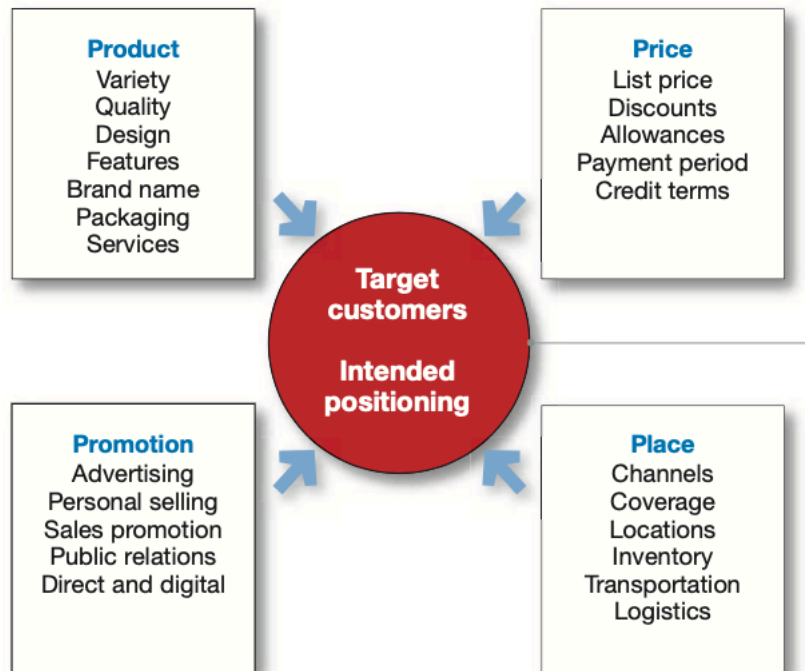 Product
Variety
Quality
Design
Features
Brand name
Packaging
Services
Price
List price
Discounts
Allowances
Payment period
Credit terms
Target
customers
Intended
positioning
Promotion
Advertising
Personal selling
Sales promotion
Public relations
Direct and digital
Place
Channels
Coverage
Locations
Inventory
Transportation
Logistics